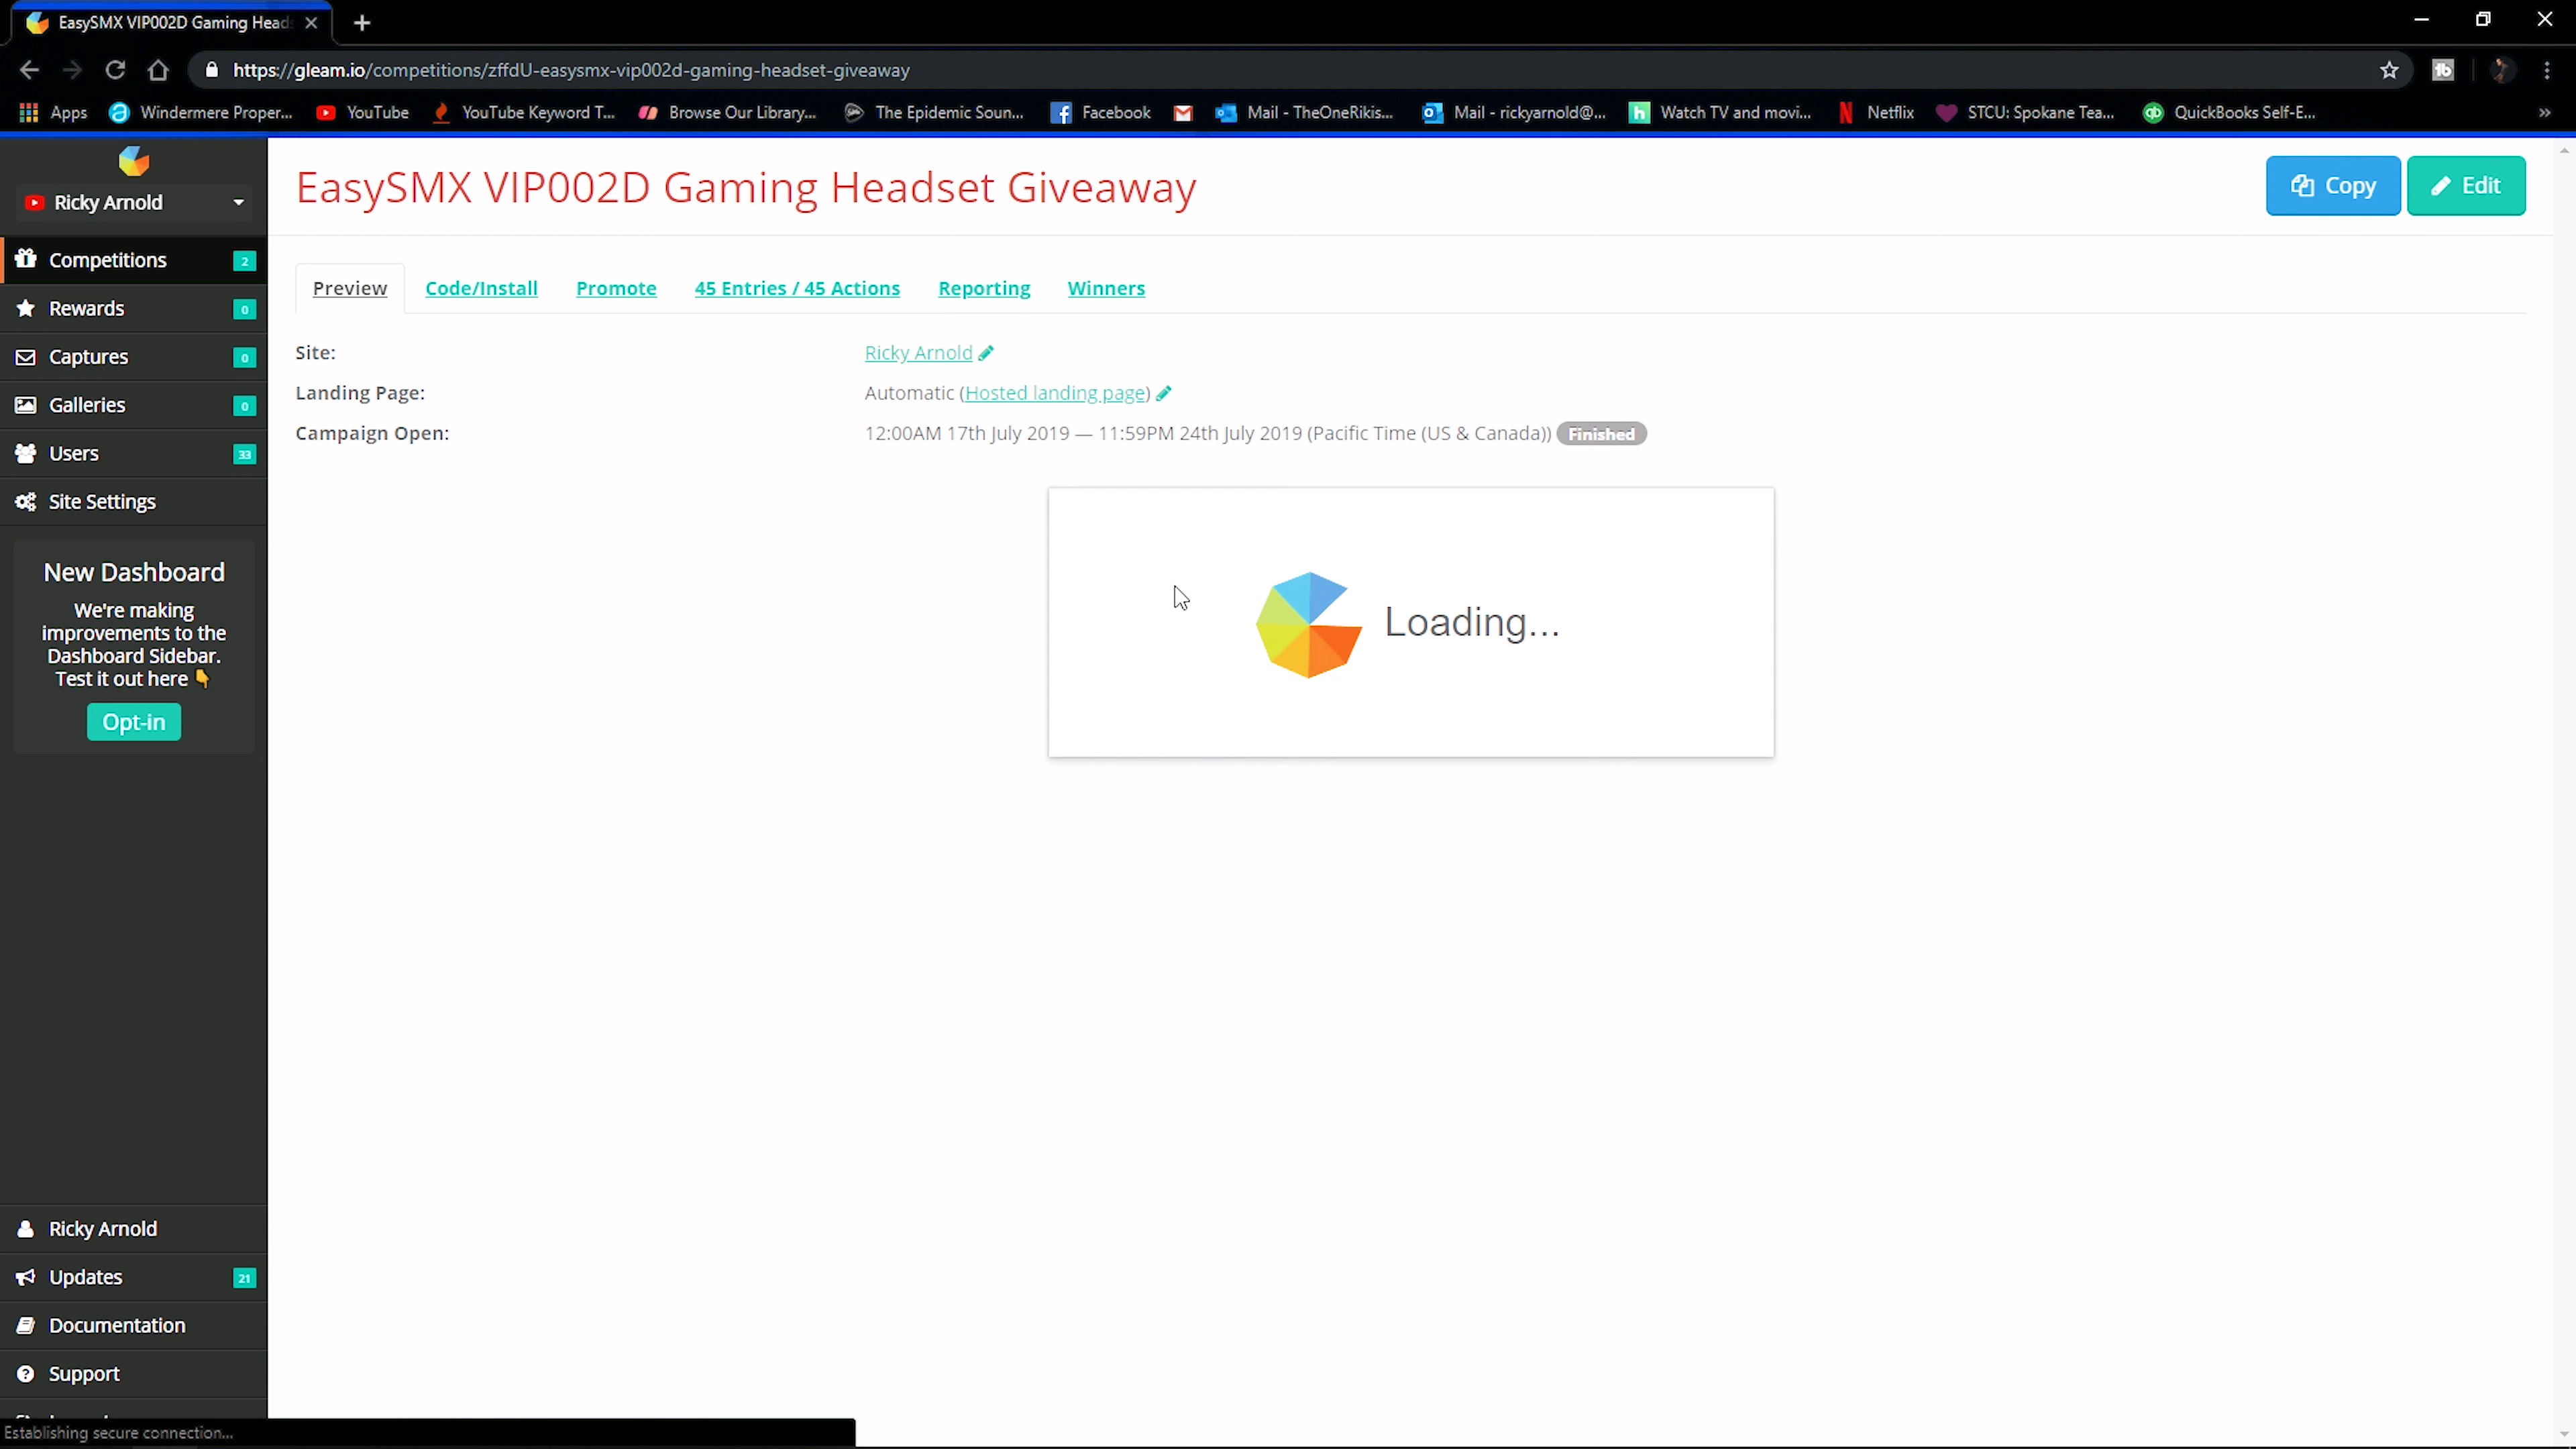 EasySMX VIP002D Gaming Head
https://gleam.io/competitions/zffdU-easysmx-vip002d-gaming-headset-giveaway
Apps Windermere Proper... YouTube YouTube Keyword T... Browse Our Library... The Epidemic Soun... Facebook Mail - TheOneRikis... Mail - rickyarnold@... Watch TV and movi... Netflix STCU: Spokane Tea... QuickBooks Self-E... »
Ricky Arnold
Competitions 2
Rewards 0
Captures 0
Galleries 0
Users 33
Site Settings
New Dashboard
We're making
improvements to the
Dashboard Sidebar.
Test it out here
Opt-in
Ricky Arnold
Updates 21
Documentation
Support
Establishing secure connection...
EasySMX VIP002D Gaming Headset Giveaway
Copy Edit
Preview Code/Install Promote 45 Entries / 45 Actions Reporting Winners
Site: Ricky Arnold
Landing Page: Automatic (Hosted landing page)
Campaign Open: 12:00AM 17th July 2019 — 11:59PM 24th July 2019 (Pacific Time (US & Canada)) Finished
Loading...